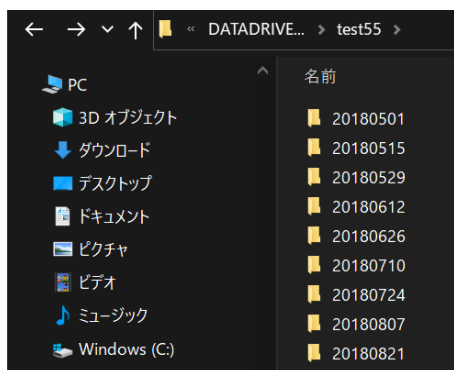 « DATADRIVE... > test55 >
PC
3D オブジェクト
ダウンロード
デスクトップ
ドキュメント
ピクチャ
ビデオ
ミュージック
Windows (C:)
名前
20180501
20180515
20180529
20180612
20180626
20180710
20180724
20180807
20180821